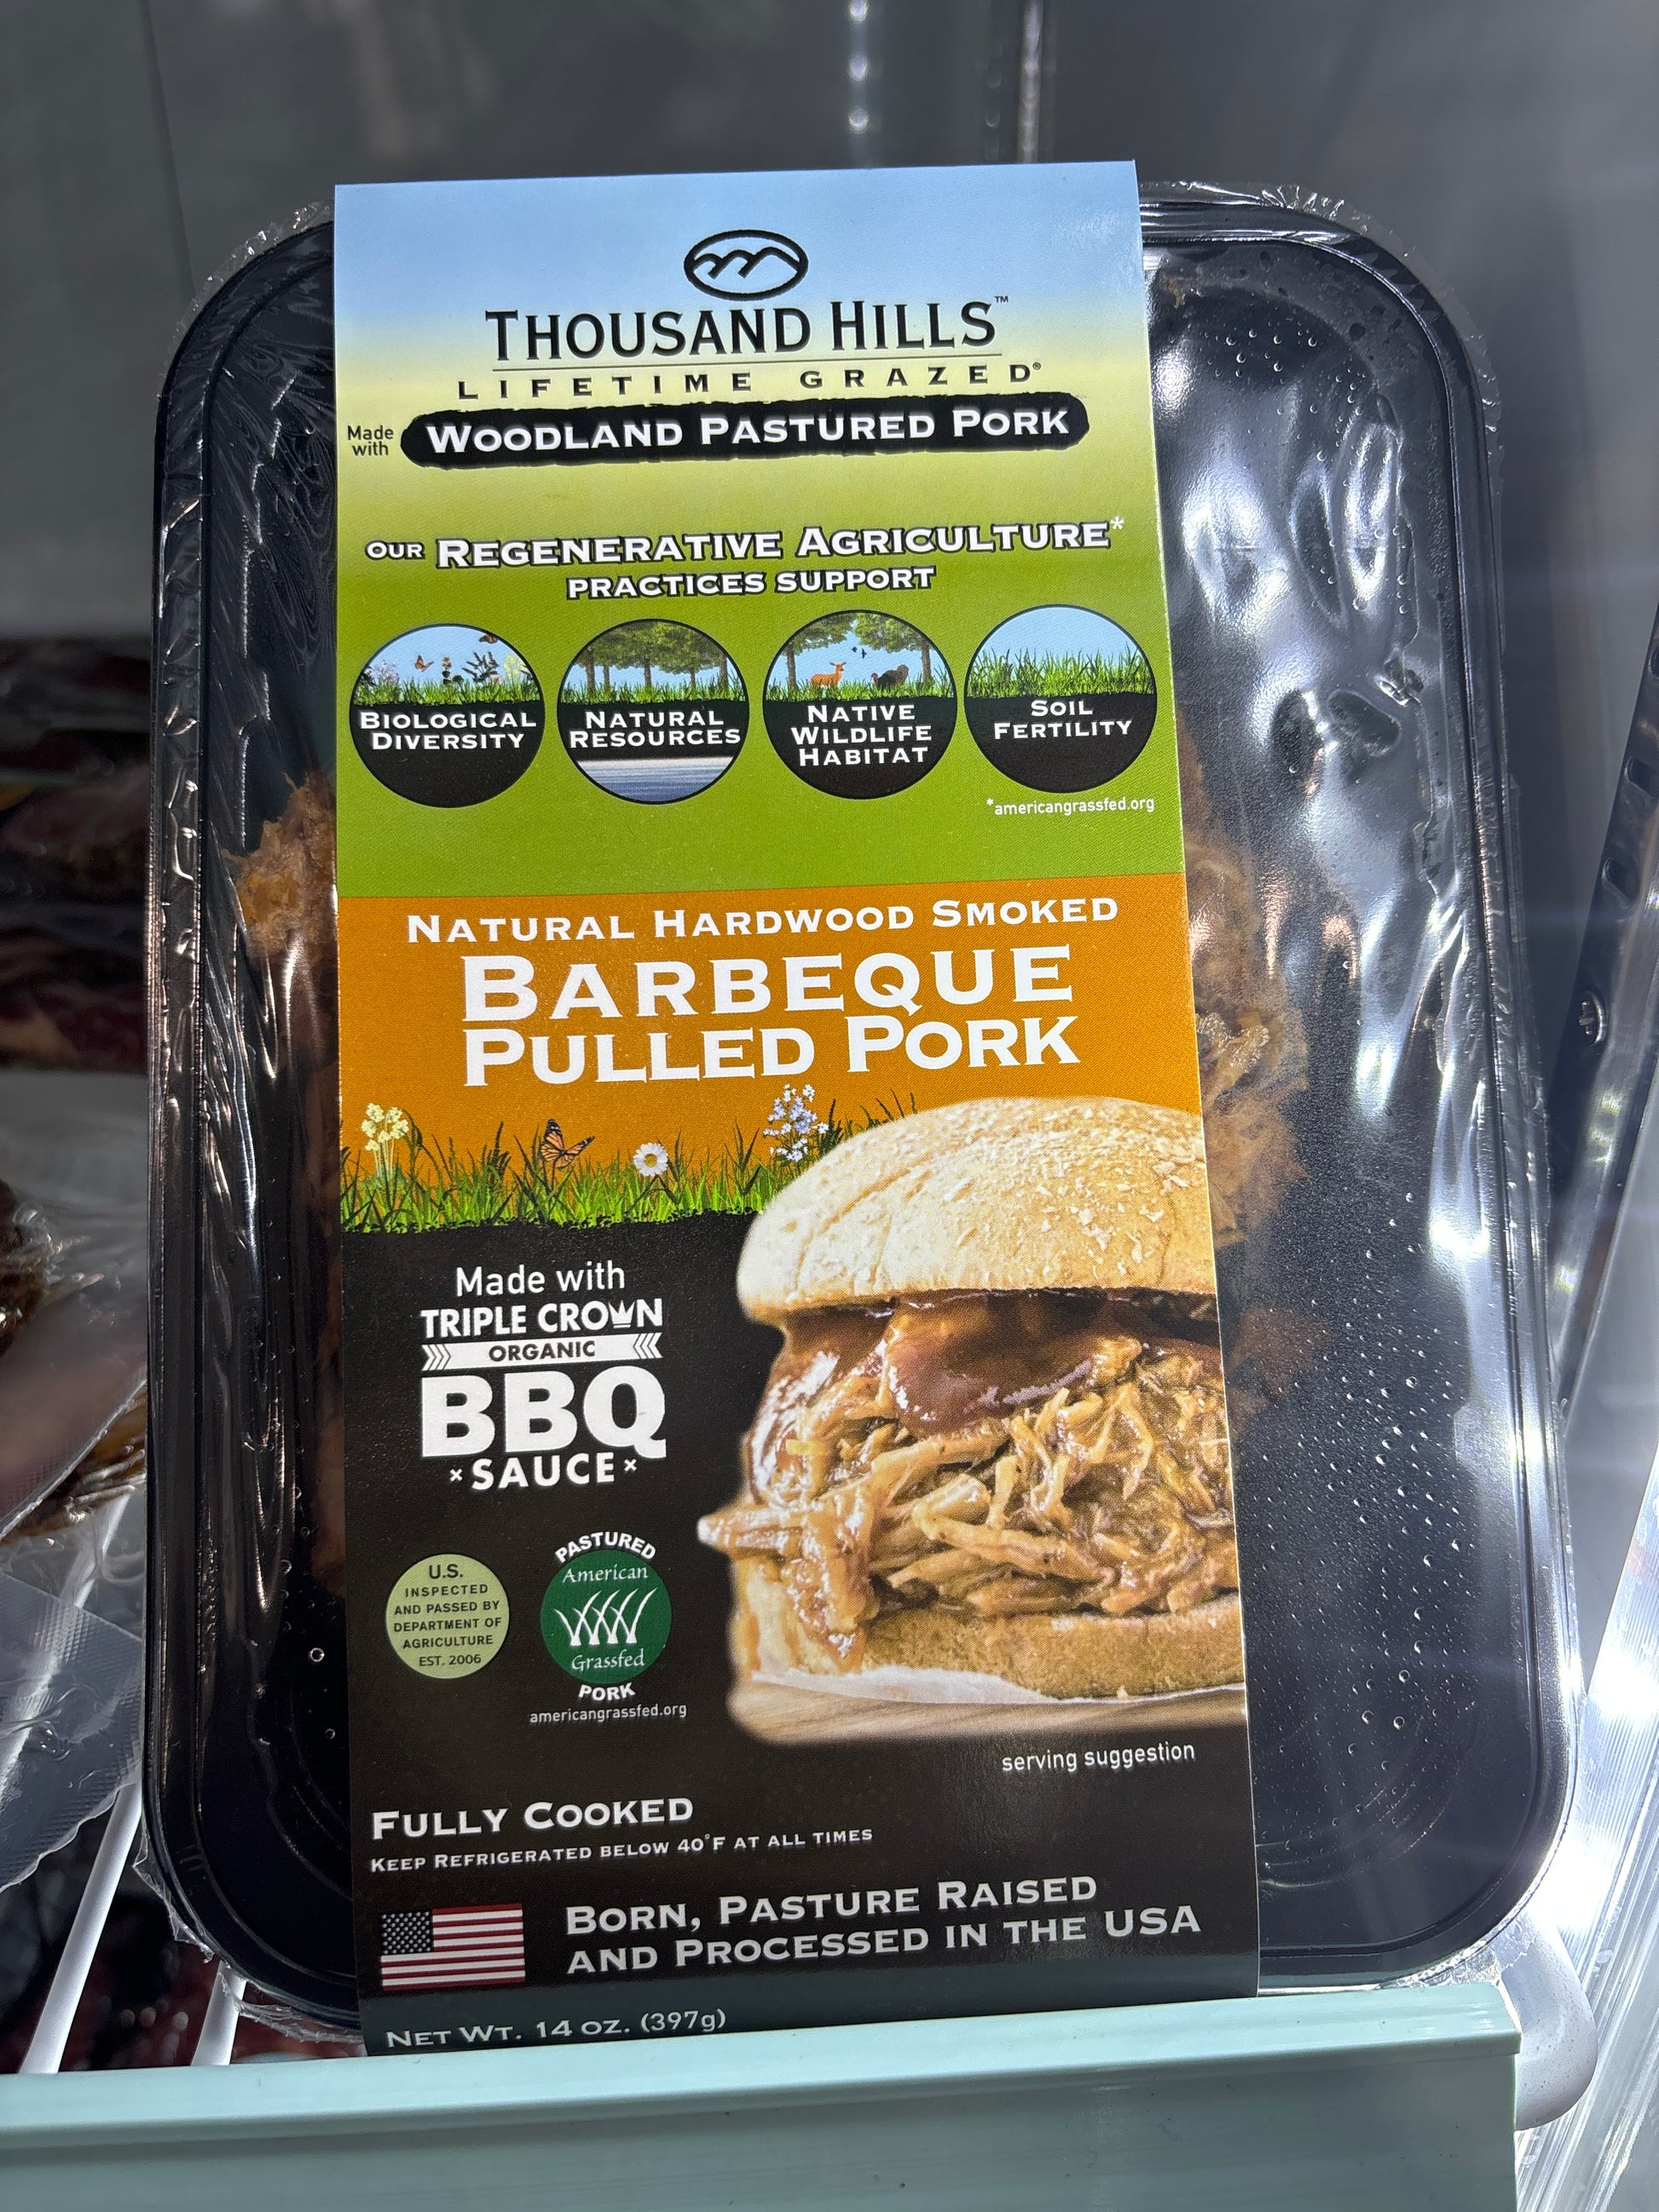 THOUSAND HILLS™
LIFETIME GRAZED®
Made with WOODLAND PASTURED PORK
OUR REGENERATIVE AGRICULTURE*
PRACTICES SUPPORT
BIOLOGICAL
DIVERSITY
NATURAL
RESOURCES
NATIVE
WILDLIFE
HABITAT
SOIL
FERTILITY
*americangrassfed.org
NATURAL HARDWOOD SMOKED
BARBEQUE
PULLED PORK
Made with
TRIPLE CROWN
ORGANIC
BBQ
SAUCE
U.S.
INSPECTED
AND PASSED BY
DEPARTMENT OF
AGRICULTURE
EST. 2006
PASTURED
American
Grassfed
PORK
americangrassfed.org
serving suggestion
FULLY COOKED
KEEP REFRIGERATED BELOW 40°F AT ALL TIMES
BORN, PASTURE RAISED
AND PROCESSED IN THE USA
NET WT. 14 OZ. (397g)